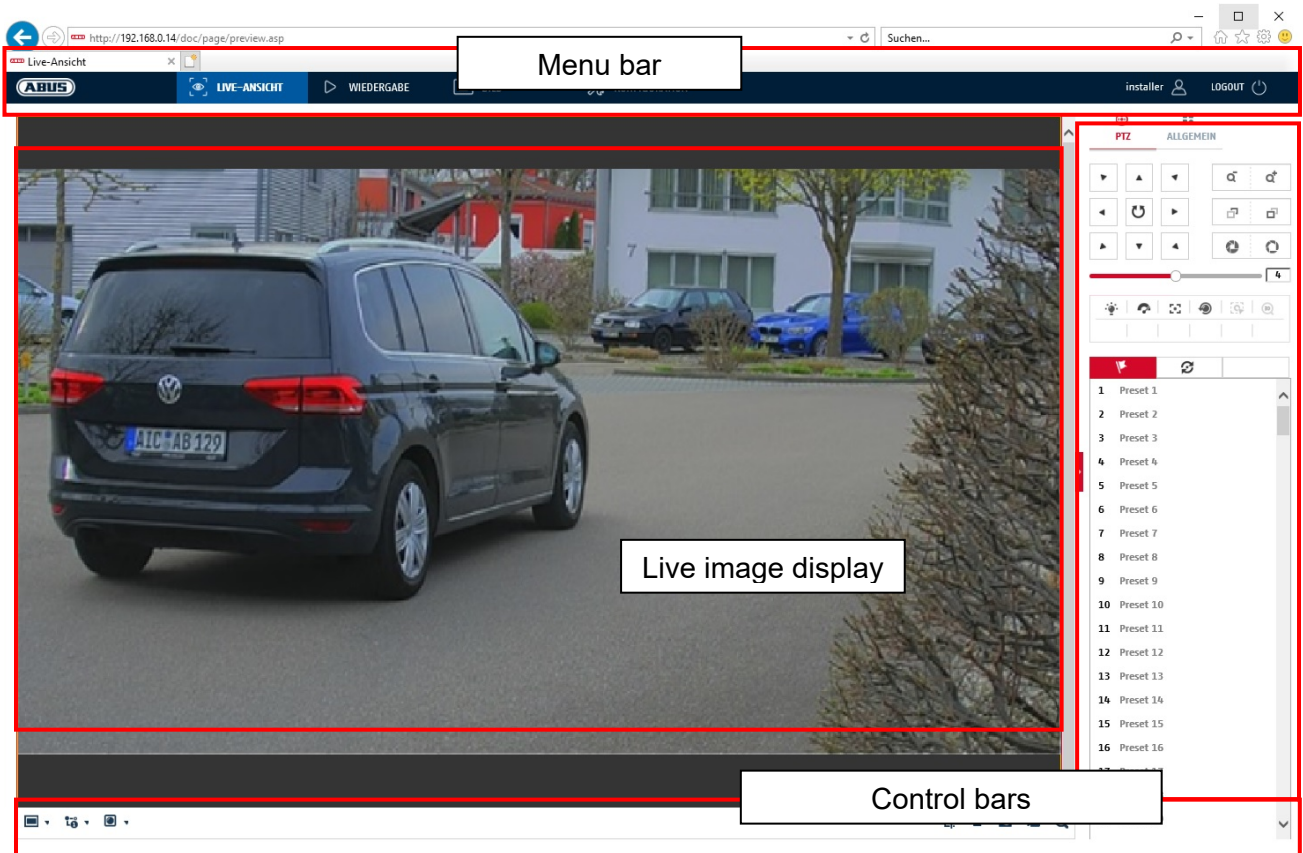 http://192.168.0.14/doc/page/preview.asp
Suchen...
Live-Ansicht
Menu bar
ABUS
LIVE-ANSICHT
WIEDERGABE
installer
LOGOUT
PTZ
ALLGEMEIN
4
7
AIC AB 129
Live image display
1 Preset 1
2 Preset 2
3 Preset 3
4 Preset 4
5 Preset 5
6 Preset 6
7 Preset 7
8 Preset 8
9 Preset 9
10 Preset 10
11 Preset 11
12 Preset 12
13 Preset 13
14 Preset 14
15 Preset 15
16 Preset 16
Control bars